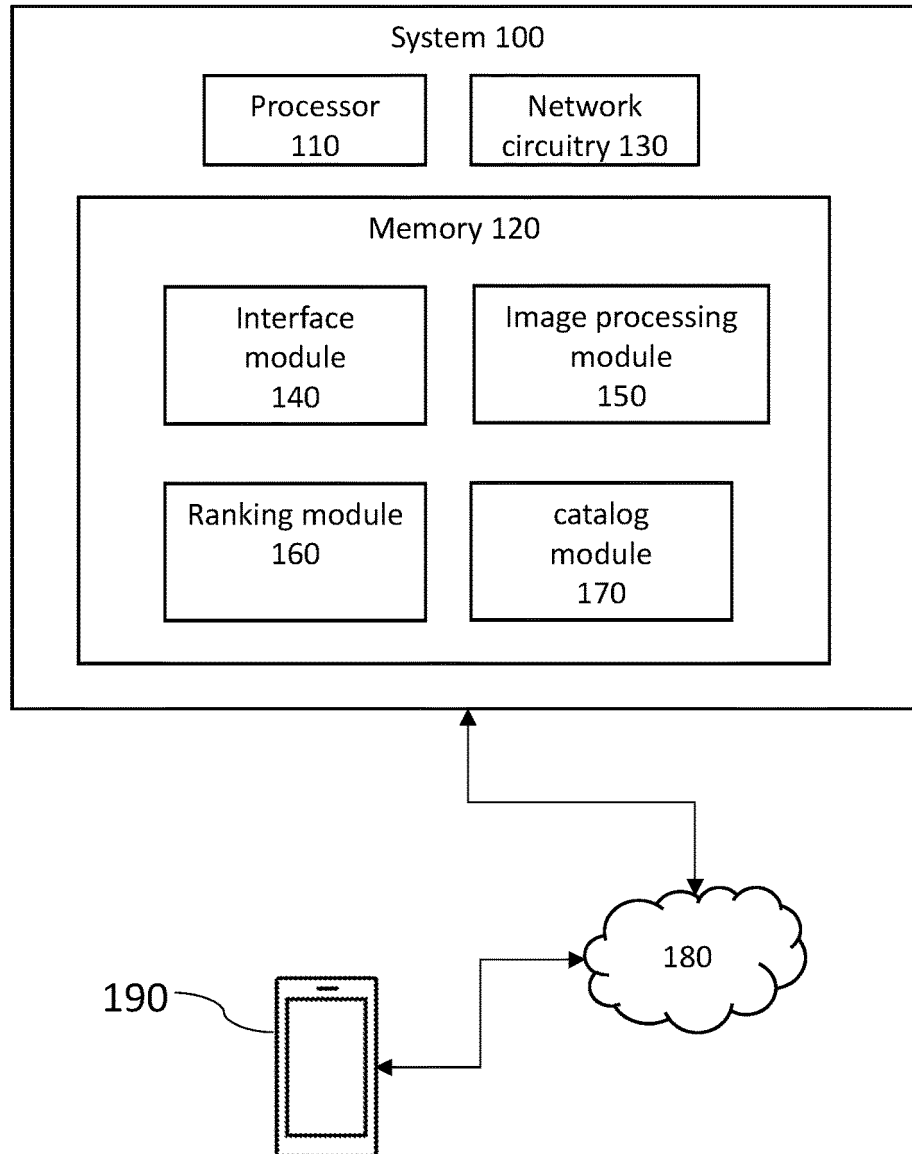 System 100
Processor
110
Network
circuitry 130
Memory 120
Interface
module
140
Image processing
module
150
Ranking module
160
catalog
module
170
180
190